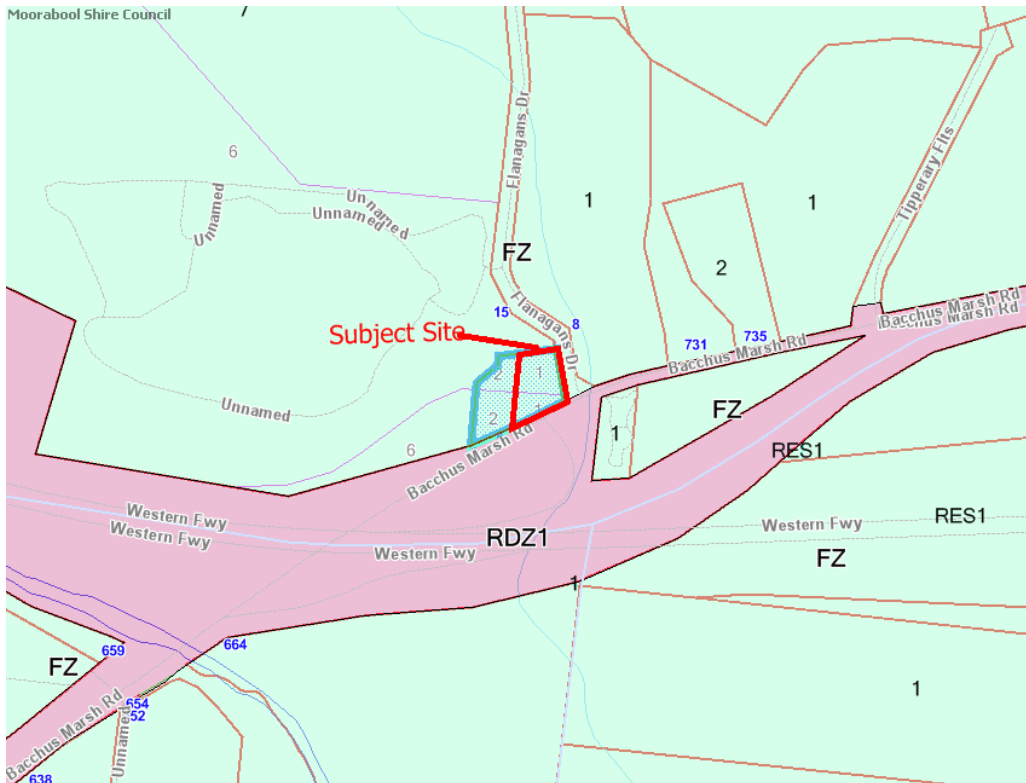 Moorabool Shire Council
6
Flanagans Dr
Tipperary Flts
Unnamed
Unnamed
Unnamed
1
1
FZ
2
Flanagans Dr
15
8
Bacchus Marsh Rd
Bacchus Marsh Rd
Subject Site
731
735
Bacchus Marsh Rd
2
1
FZ
Unnamed
2
1
1
6
Bacchus Marsh Rd
RES1
Western Fwy
Western Fwy
RDZ1
Western Fwy
Western Fwy
RES1
FZ
1
664
659
FZ
654
52
1
Bacchus Marsh Rd
Unnamed
638